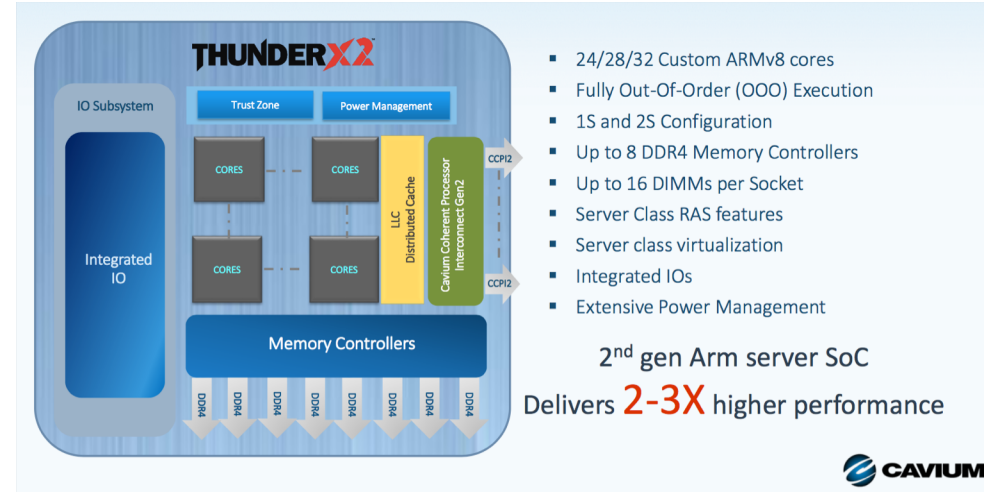 THUNDERX2™
IO Subsystem
Trust Zone
Power Management
CORES
CORES
CORES
CORES
LLC
Distributed Cache
Cavium Coherent Processor
Interconnect Gen2
CCPI2
CCPI2
Integrated
IO
Memory Controllers
DDR4
DDR4
DDR4
DDR4
DDR4
DDR4
DDR4
DDR4
▪ 24/28/32 Custom ARMv8 cores
▪ Fully Out-Of-Order (OOO) Execution
▪ 1S and 2S Configuration
▪ Up to 8 DDR4 Memory Controllers
▪ Up to 16 DIMMs per Socket
▪ Server Class RAS features
▪ Server class virtualization
▪ Integrated IOs
▪ Extensive Power Management
2nd gen Arm server SoC
Delivers 2-3X higher performance
CAVIUM